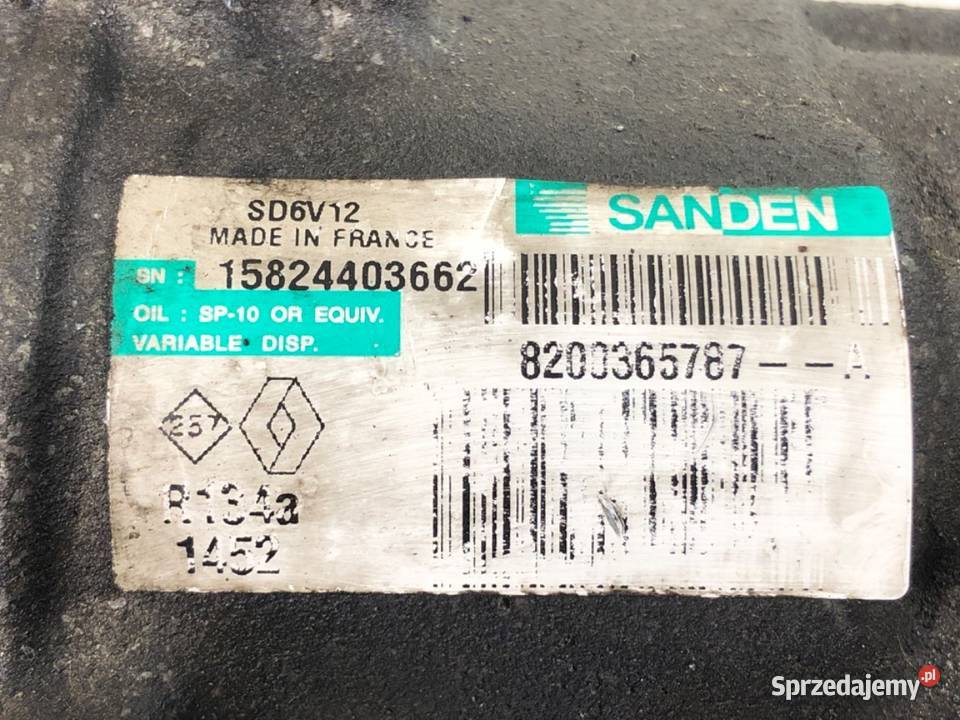 SD6V12
MADE IN FRANCE
SANDEN
SN : 15824403662
OIL : SP-10 OR EQUIV.
VARIABLE DISP.
8200365787--A
257
R134a
1452
Sprzedajemy.pl